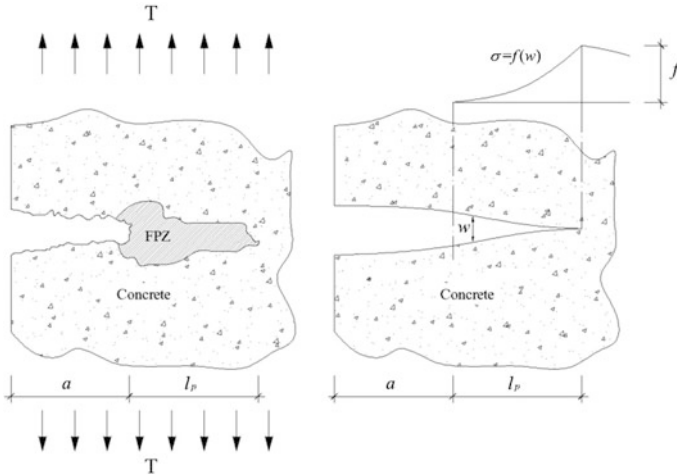 T
σ=f(w)
f
FPZ
w
Concrete
Concrete
a
lp
a
lp
T